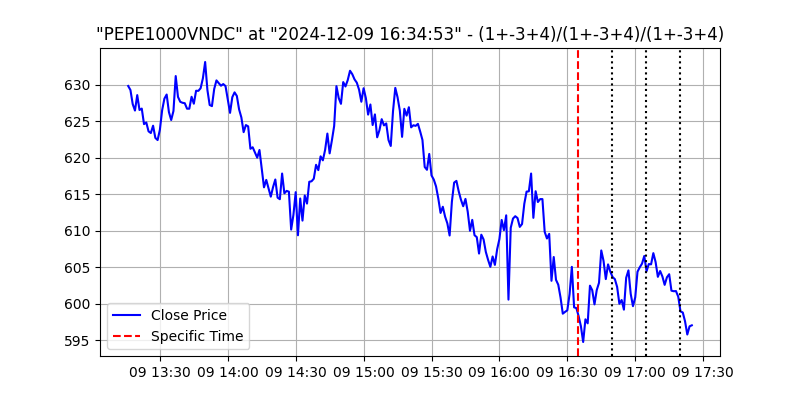 "PEPE1000VNDC" at "2024-12-09 16:34:53" - (1+-3+4)/(1+-3+4)/(1+-3+4)
630
625
620
615
610
605
600
595
Close Price
Specific Time
09 13:30 09 14:00 09 14:30 09 15:00 09 15:30 09 16:00 09 16:30 09 17:00 09 17:30